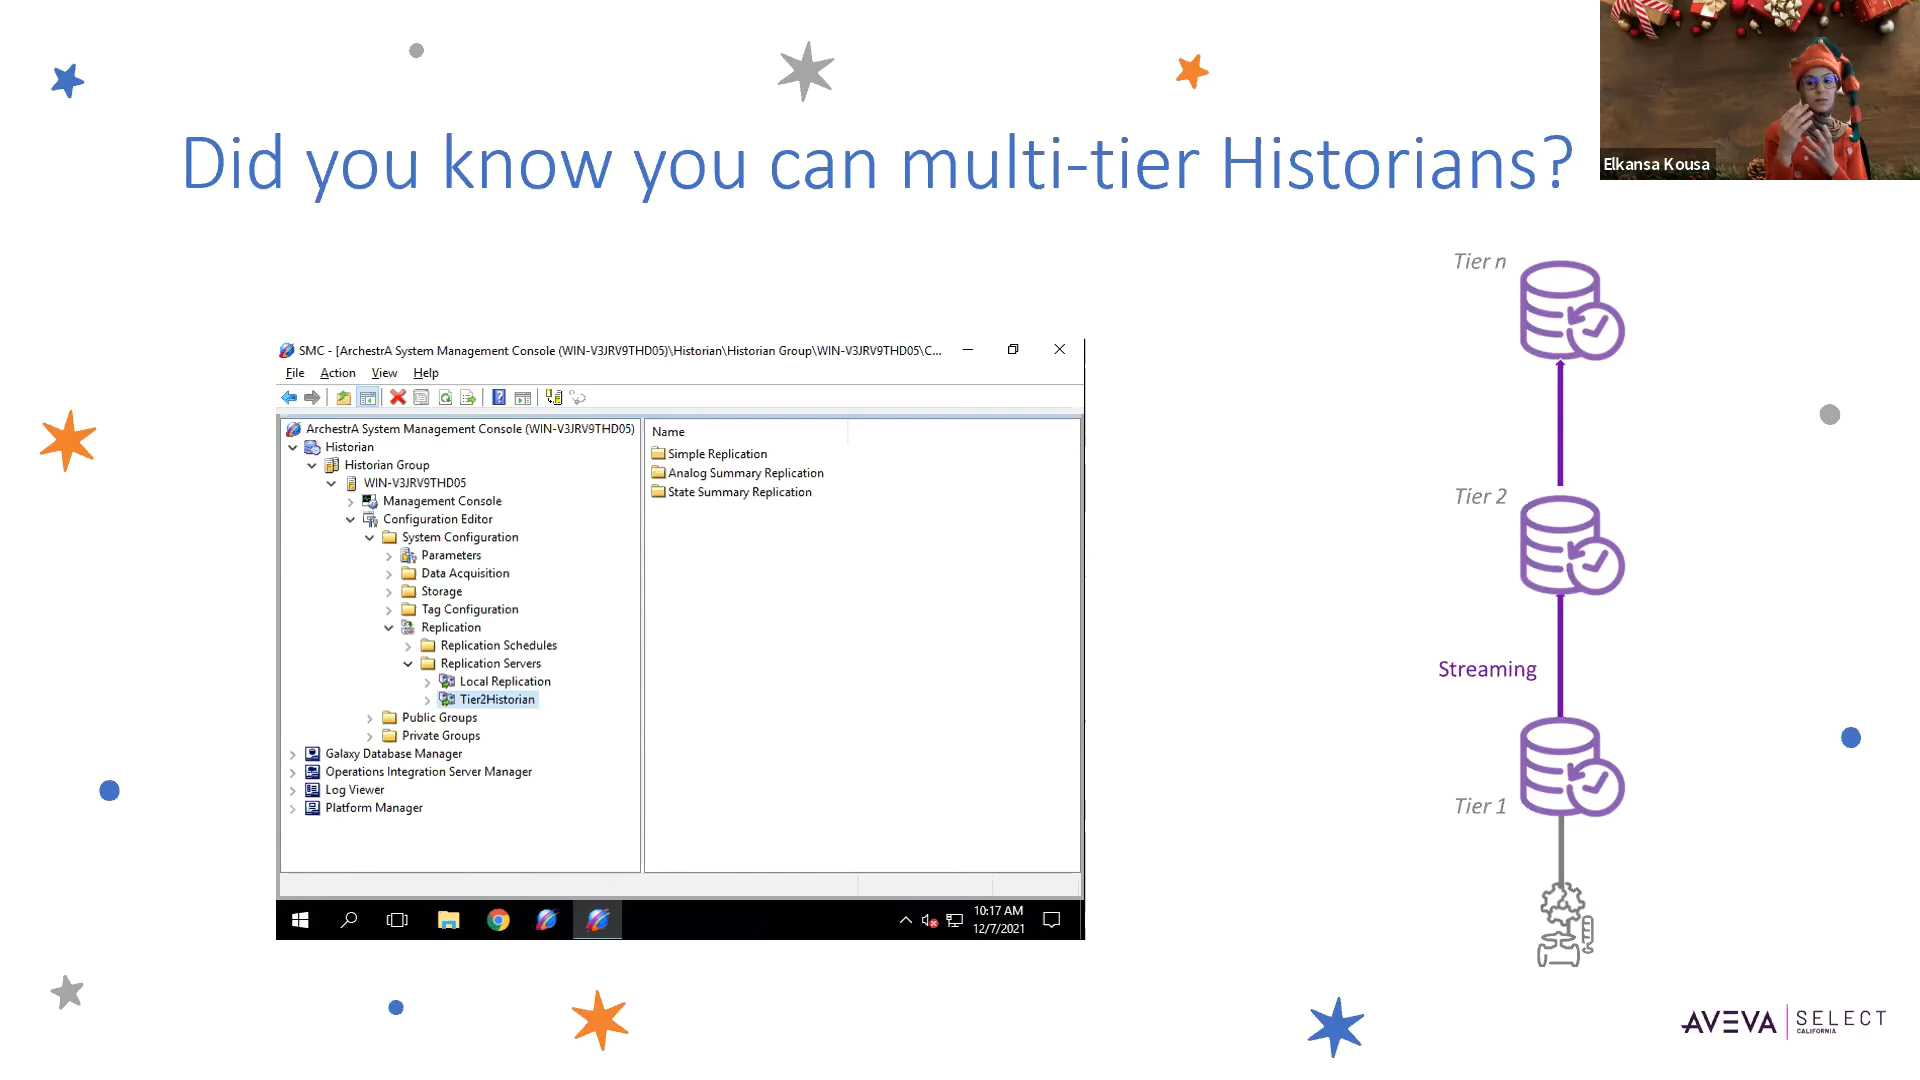 Did you know you can multi-tier Historians?
Elkansa Kousa
SMC - [ArchestrA System Management Console (WIN-V3JRV9THD05)\Historian\Historian Group\WIN-V3JRV9THD05\C...
File Action View Help
ArchestrA System Management Console (WIN-V3JRV9THD05)
Historian
Historian Group
WIN-V3JRV9THD05
Management Console
Configuration Editor
System Configuration
Parameters
Data Acquisition
Storage
Tag Configuration
Replication
Replication Schedules
Replication Servers
Local Replication
Tier2Historian
Public Groups
Private Groups
Galaxy Database Manager
Operations Integration Server Manager
Log Viewer
Platform Manager
Name
Simple Replication
Analog Summary Replication
State Summary Replication
10:17 AM
12/7/2021
Tier n
Tier 2
Streaming
Tier 1
AVEVA SELECT
CALIFORNIA